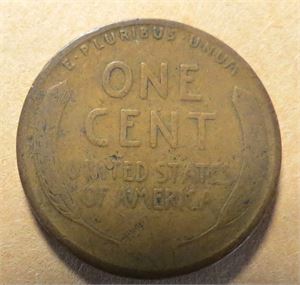 E·PLURIBUS·UNUM
ONE
CENT
UNITED STATES
OF AMERICA